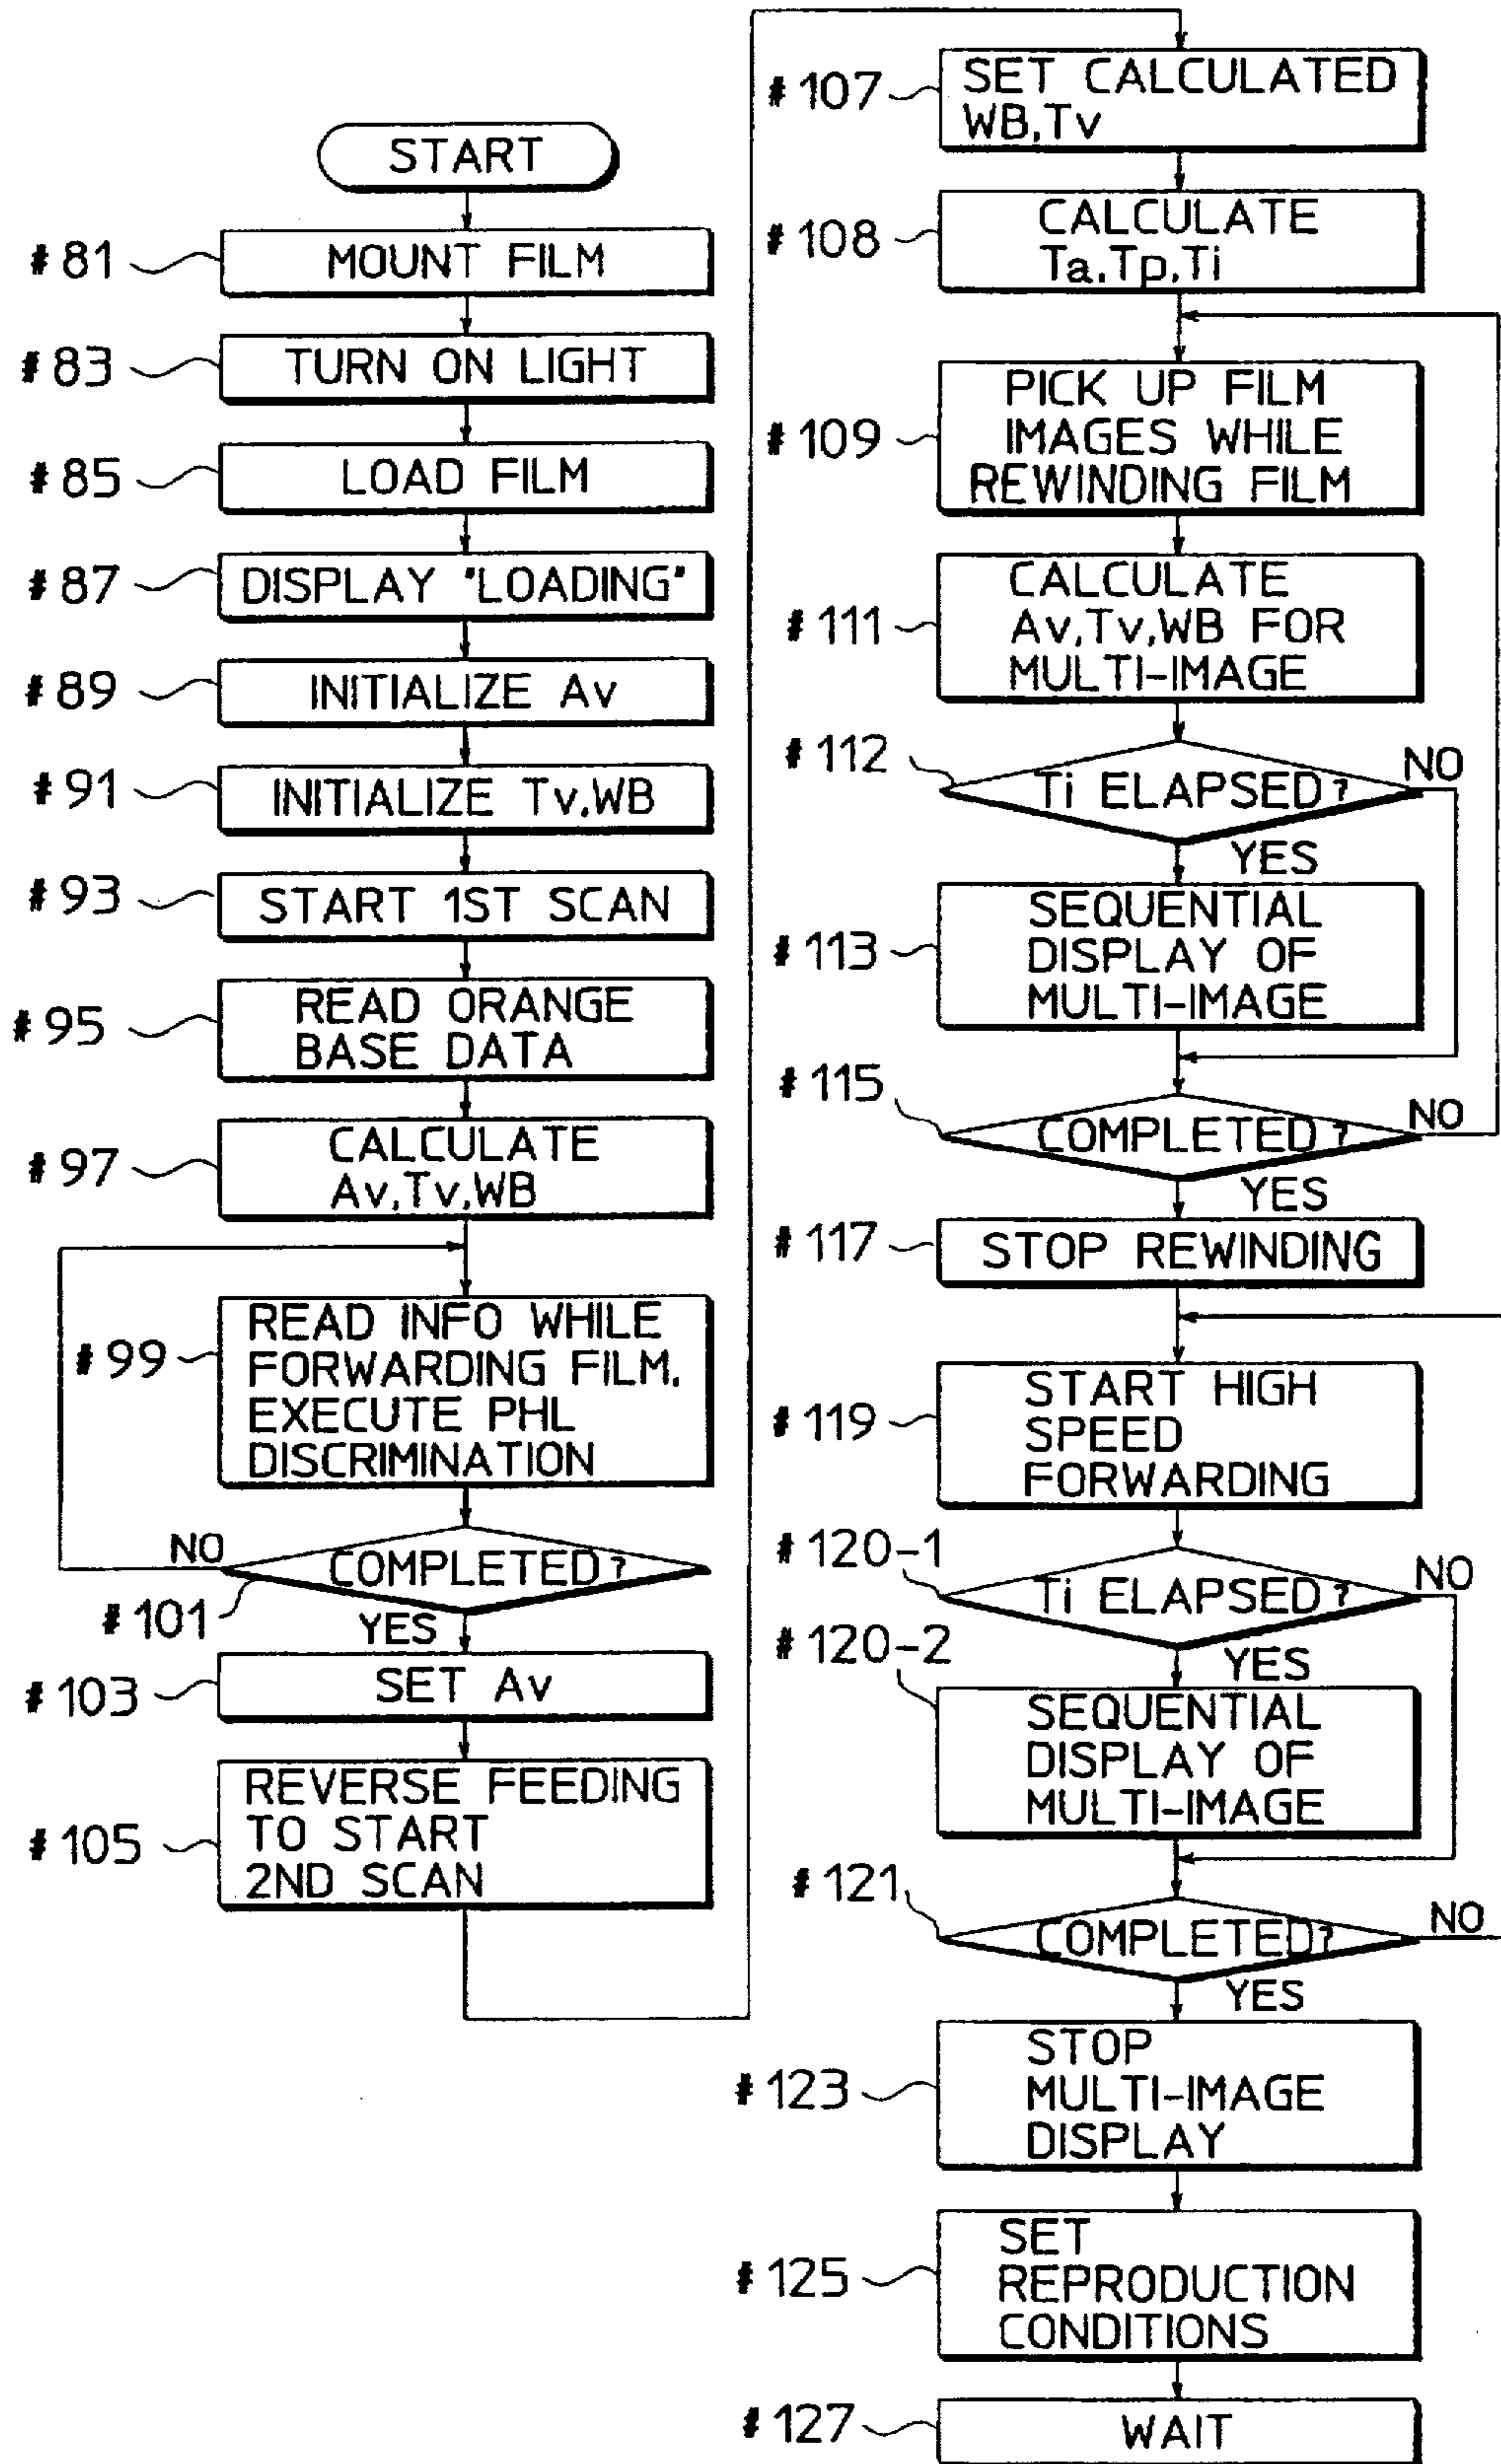 START
#81
MOUNT FILM
#83
TURN ON LIGHT
#85
LOAD FILM
#87
DISPLAY "LOADING"
#89
INITIALIZE Av
#91
INITIALIZE Tv,WB
#93
START 1ST SCAN
#95
READ ORANGE
BASE DATA
#97
CALCULATE
Av,Tv,WB
#99
READ INFO WHILE
FORWARDING FILM,
EXECUTE PHL
DISCRIMINATION
NO
COMPLETED?
#101
YES
#103
SET Av
#105
REVERSE FEEDING
TO START
2ND SCAN
#107
SET CALCULATED
WB,Tv
#108
CALCULATE
Ta,Tp,Ti
#109
PICK UP FILM
IMAGES WHILE
REWINDING FILM
#111
CALCULATE
Av,Tv,WB FOR
MULTI-IMAGE
#112
Ti ELAPSED?
NO
YES
#113
SEQUENTIAL
DISPLAY OF
MULTI-IMAGE
#115
COMPLETED?
NO
YES
#117
STOP REWINDING
#119
START HIGH
SPEED
FORWARDING
#120-1
Ti ELAPSED?
NO
YES
#120-2
SEQUENTIAL
DISPLAY OF
MULTI-IMAGE
#121
COMPLETED?
NO
YES
#123
STOP
MULTI-IMAGE
DISPLAY
#125
SET
REPRODUCTION
CONDITIONS
#127
WAIT